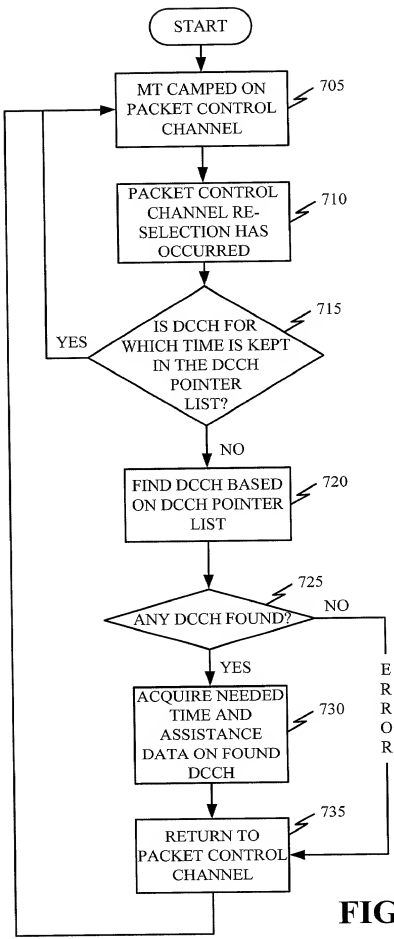 START
MT CAMPED ON
PACKET CONTROL
CHANNEL
705
PACKET CONTROL
CHANNEL RE-
SELECTION HAS
OCCURRED
710
715
IS DCCH FOR
WHICH TIME IS KEPT
IN THE DCCH
POINTER
LIST?
YES
NO
FIND DCCH BASED
ON DCCH POINTER
LIST
720
725
ANY DCCH FOUND?
NO
YES
ERROR
ACQUIRE NEEDED
TIME AND
ASSISTANCE
DATA ON FOUND
DCCH
730
735
RETURN TO
PACKET CONTROL
CHANNEL
FIG